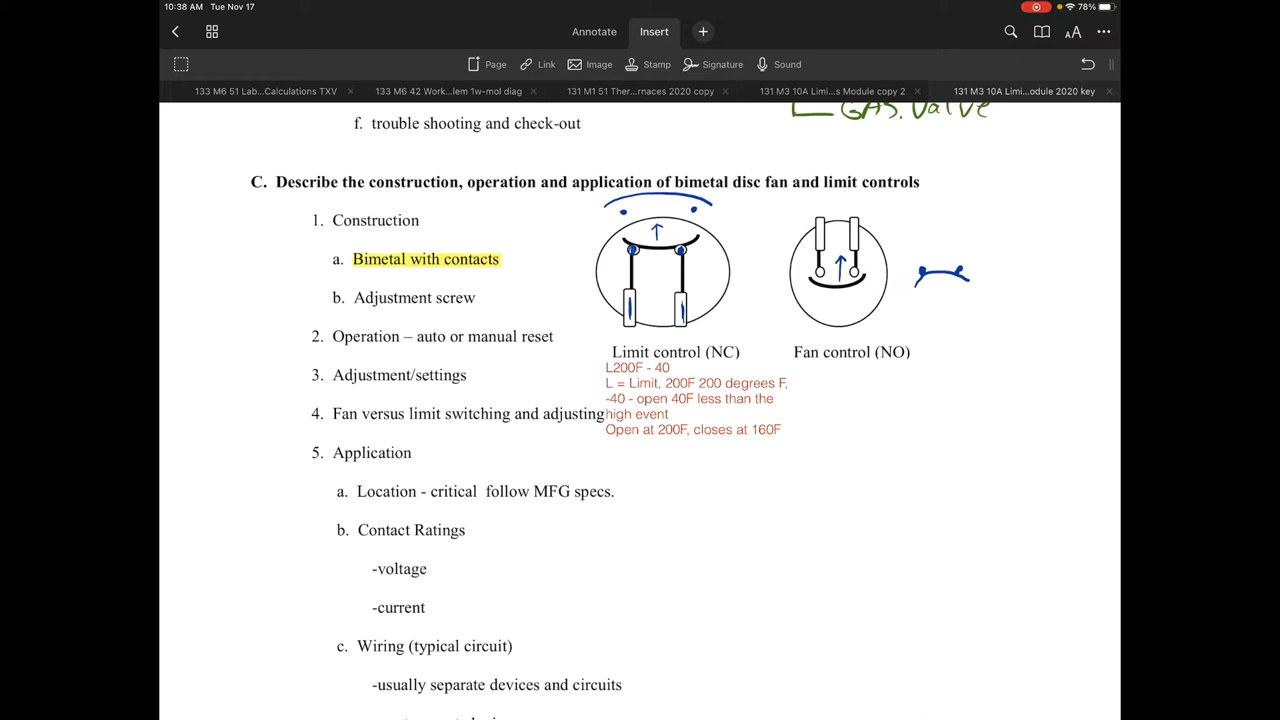 10:38 AM Tue Nov 17
78%
Annotate Insert
Page Link Image Stamp Signature Sound
133 M6 51 Lab...Calculations TXV 133 M6 42 Work...lem 1w-mol diag 131 M1 51 Ther...rnaces 2020 copy 131 M3 10A Limi...s Module copy 2 131 M3 10A Limi...odule 2020 key
GAS. Valve
f. trouble shooting and check-out
C. Describe the construction, operation and application of bimetal disc fan and limit controls
1. Construction
a. Bimetal with contacts
b. Adjustment screw
2. Operation – auto or manual reset
Limit control (NC) Fan control (NO)
L200F - 40
L = Limit, 200F 200 degrees F,
-40 - open 40F less than the
high event
Open at 200F, closes at 160F
3. Adjustment/settings
4. Fan versus limit switching and adjusting
5. Application
a. Location - critical follow MFG specs.
b. Contact Ratings
-voltage
-current
c. Wiring (typical circuit)
-usually separate devices and circuits